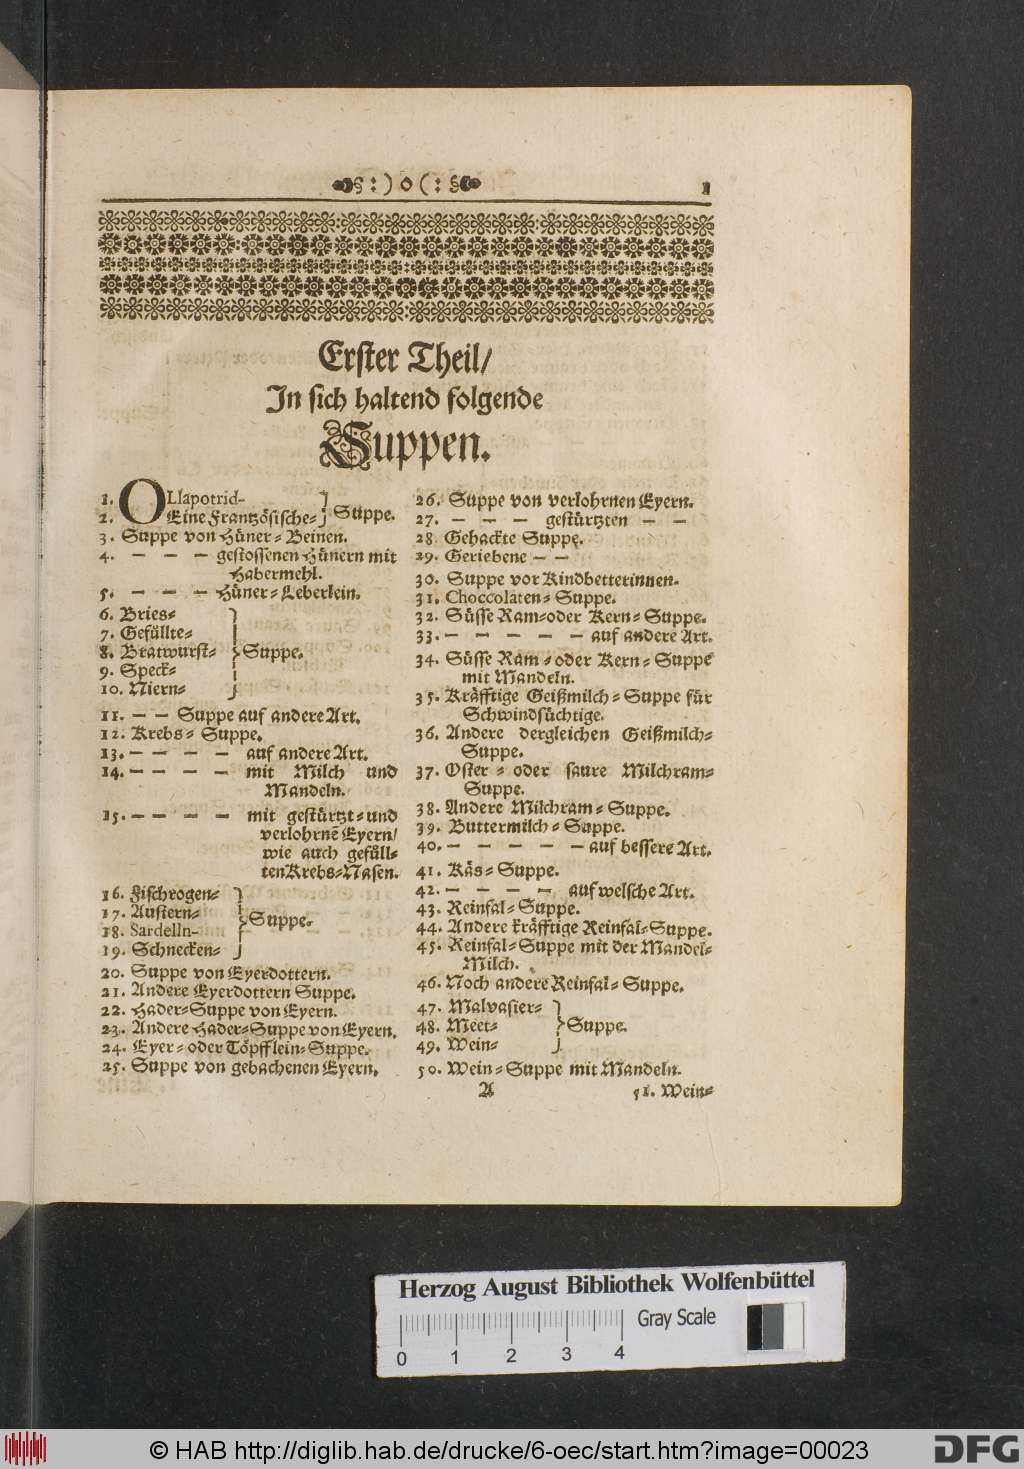 :) o (: 1
Erster Theil/
In sich haltend folgende
Suppen.
1. OLlapotrid-
2. Eine Frantzösische-} Suppe.
3. Suppe von Hüner-Beinen.
4. — — — gestossenen Hünern mit
Habermehl.
5. — — — Hüner-Leberlein.
6. Bries-
7. Gefüllte-
8. Bratwurst- } Suppe.
9. Speck-
10. Niern-
11. — — Suppe auf andere Art.
12. Krebs-Suppe.
13. — — — — auf andere Art.
14. — — — — mit Milch und
Mandeln.
15. — — — — mit gestürtzt-und
verlohrnē Eyern/
wie auch gefüll-
ten Krebs-Nasen.
16. Fischrogen-
17. Austern- } Suppe.
18. Sardelln-
19. Schnecken-
20. Suppe von Eyerdottern.
21. Andere Eyerdottern Suppe.
22. Hader-Suppe von Eyern.
23. Andere Hader-Suppe von Eyern.
24. Eyer-oder Töpfflein-Suppe.
25. Suppe von gebachenen Eyern.
26. Suppe von verlohrnen Eyern.
27. — — — gestürtzten — —
28. Gehackte Suppe.
29. Geriebene — —
30. Suppe vor Kindbetterinnen.
31. Choccolaten-Suppe.
32. Süsse Ram-oder Kern-Suppe.
33. — — — — — auf andere Art.
34. Süsse Ram-oder Kern-Suppe
mit Mandeln.
35. Kräfftige Geißmilch-Suppe für
Schwindsüchtige.
36. Andere dergleichen Geißmilch-
Suppe.
37. Oster-oder saure Milchram-
Suppe.
38. Andere Milchram-Suppe.
39. Buttermilch-Suppe.
40. — — — — — auf bessere Art.
41. Käs-Suppe.
42. — — — — auf welsche Art.
43. Reinfal-Suppe.
44. Andere kräfftige Reinfal-Suppe.
45. Reinfal-Suppe mit der Mandel-
Milch.
46. Noch andere Reinfal-Suppe.
47. Malvasier-
48. Meet- } Suppe.
49. Wein-
50. Wein-Suppe mit Mandeln.
A 51. Wein-
Herzog August Bibliothek Wolfenbüttel
Gray Scale
0 1 2 3 4
© HAB http://diglib.hab.de/drucke/6-oec/start.htm?image=00023
DFG